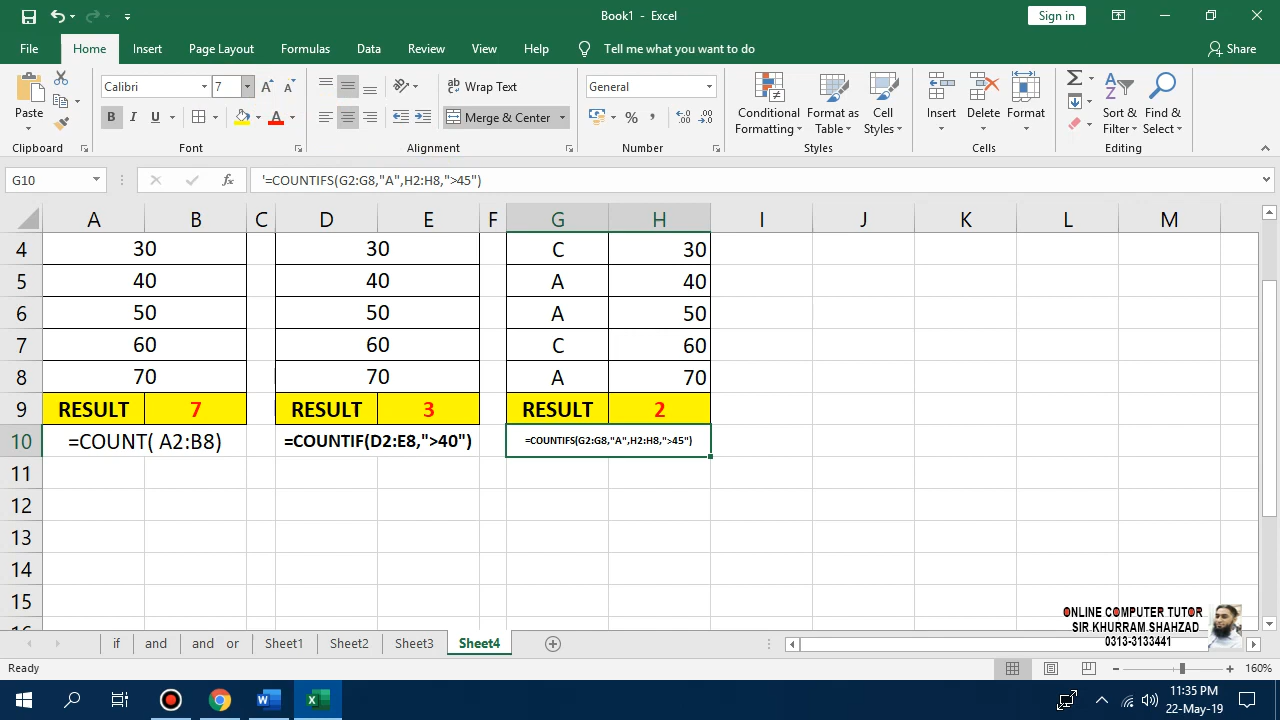 Book1 - Excel
Sign in
File Home Insert Page Layout Formulas Data Review View Help Tell me what you want to do Share
Paste
Calibri 7
B I U A
Wrap Text
Merge & Center
General
% ,
Conditional Formatting
Format as Table
Cell Styles
Insert Delete Format
Sort & Filter
Find & Select
Clipboard Font Alignment Number Styles Cells Editing
G10 fx '=COUNTIFS(G2:G8,"A",H2:H8,">45")
A B C D E F G H I J K L M
4 30 30 C 30
5 40 40 A 40
6 50 50 A 50
7 60 60 C 60
8 70 70 A 70
9 RESULT 7 RESULT 3 RESULT 2
10 =COUNT( A2:B8) =COUNTIF(D2:E8,">40") =COUNTIFS(G2:G8,"A",H2:H8,">45")
11
12
13
14
15
ONLINE COMPUTER TUTOR
SIR KHURRAM SHAHZAD
0313-3133441
if and and or Sheet1 Sheet2 Sheet3 Sheet4
Ready 160%
11:35 PM
22-May-19